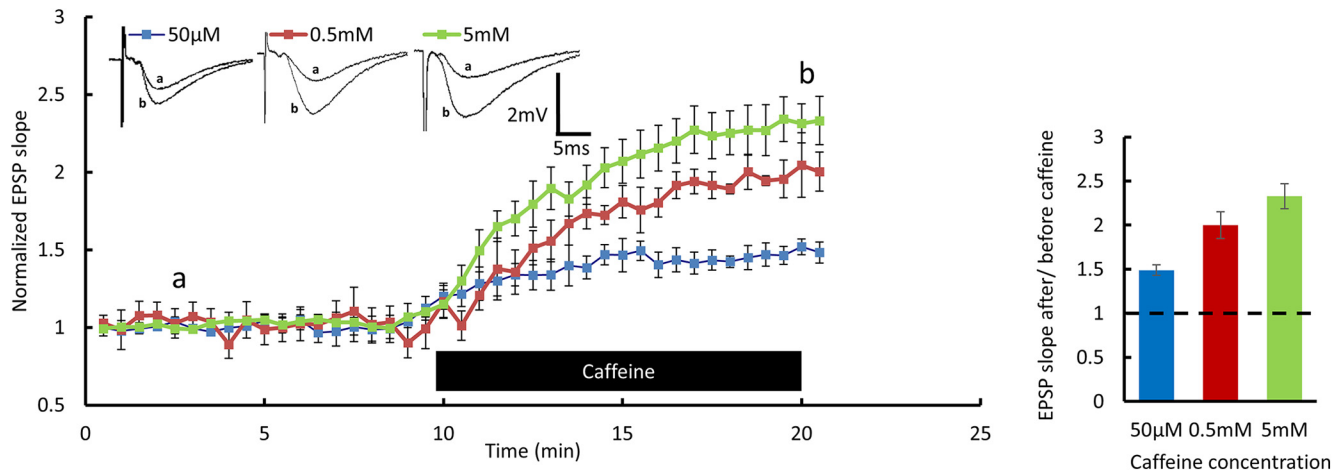 Normalized EPSP slope
3
2.5
2
1.5
1
0.5
50µM 0.5mM 5mM
a a a
b b b
2mV
5ms
a
b
Caffeine
0 5 10 15 20 25
Time (min)
EPSP slope after/ before caffeine
3
2.5
2
1.5
1
0.5
0
50µM 0.5mM 5mM
Caffeine concentration